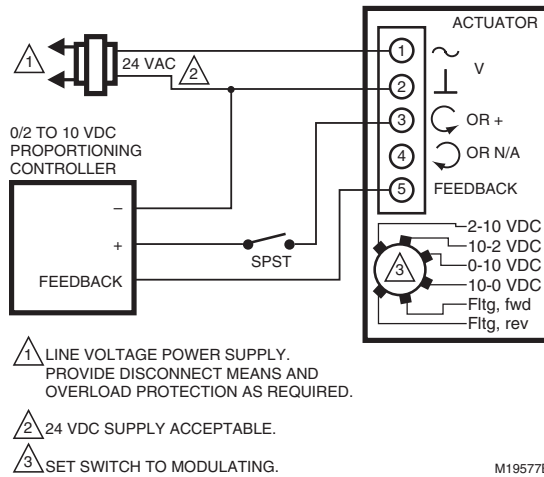 ACTUATOR
1
24 VAC
2
1
~
V
2
3
OR +
4
OR N/A
5
FEEDBACK
0/2 TO 10 VDC
PROPORTIONING
CONTROLLER
–
+
FEEDBACK
SPST
3
2-10 VDC
10-2 VDC
0-10 VDC
10-0 VDC
Fltg, fwd
Fltg, rev
1 LINE VOLTAGE POWER SUPPLY.
PROVIDE DISCONNECT MEANS AND
OVERLOAD PROTECTION AS REQUIRED.
2 24 VDC SUPPLY ACCEPTABLE.
3 SET SWITCH TO MODULATING.
M19577B